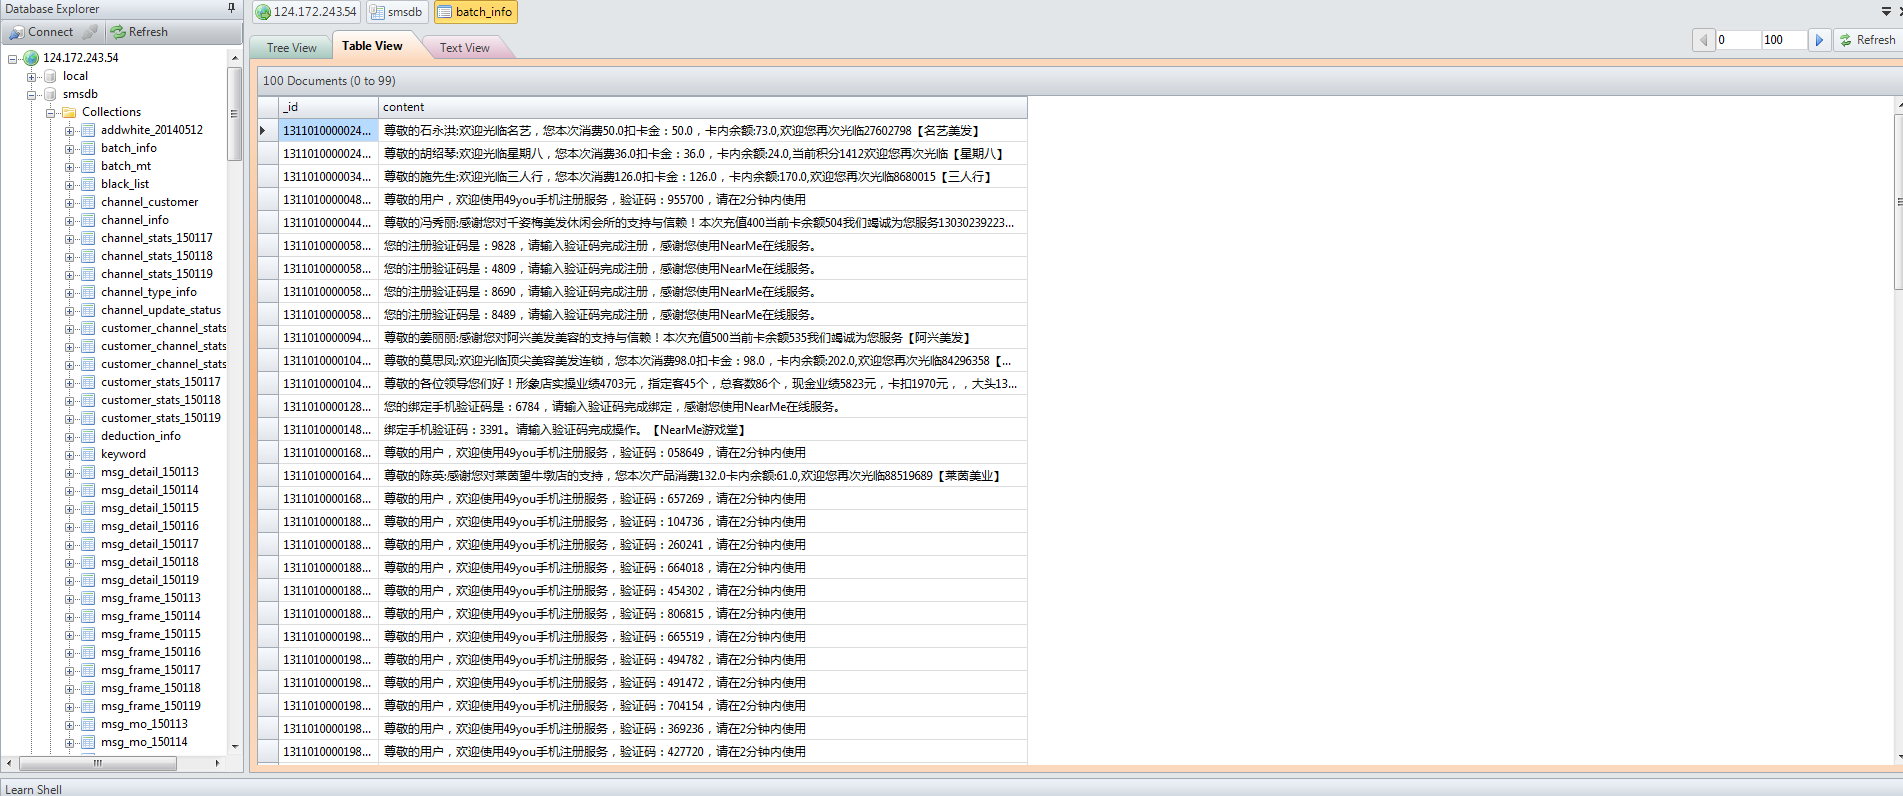 Database Explorer
Connect
Refresh
124.172.243.54
local
smsdb
Collections
addwhite_20140512
batch_info
batch_mt
black_list
channel_customer
channel_info
channel_stats_150117
channel_stats_150118
channel_stats_150119
channel_type_info
channel_update_status
customer_channel_stats
customer_channel_stats
customer_channel_stats
customer_stats_150117
customer_stats_150118
customer_stats_150119
deduction_info
keyword
msg_detail_150113
msg_detail_150114
msg_detail_150115
msg_detail_150116
msg_detail_150117
msg_detail_150118
msg_detail_150119
msg_frame_150113
msg_frame_150114
msg_frame_150115
msg_frame_150116
msg_frame_150117
msg_frame_150118
msg_frame_150119
msg_mo_150113
msg_mo_150114
124.172.243.54 smsdb batch_info
Tree View Table View Text View
0 100 Refresh
100 Documents (0 to 99)
_id content
1311010000024... 尊敬的石永洪:欢迎光临名艺，您本次消费50.0扣卡金：50.0，卡内余额:73.0,欢迎您再次光临27602798【名艺美发】
1311010000024... 尊敬的胡绍琴:欢迎光临星期八，您本次消费36.0扣卡金：36.0，卡内余额:24.0,当前积分1412欢迎您再次光临【星期八】
1311010000034... 尊敬的施先生:欢迎光临三人行，您本次消费126.0扣卡金：126.0，卡内余额:170.0,欢迎您再次光临8680015【三人行】
1311010000048... 尊敬的用户，欢迎使用49you手机注册服务，验证码：955700，请在2分钟内使用
1311010000044... 尊敬的冯秀丽:感谢您对千姿梅美发休闲会所的支持与信赖！本次充值400当前卡余额504我们竭诚为您服务13030239223...
1311010000058... 您的注册验证码是：9828，请输入验证码完成注册，感谢您使用NearMe在线服务。
1311010000058... 您的注册验证码是：4809，请输入验证码完成注册，感谢您使用NearMe在线服务。
1311010000058... 您的注册验证码是：8690，请输入验证码完成注册，感谢您使用NearMe在线服务。
1311010000058... 您的注册验证码是：8489，请输入验证码完成注册，感谢您使用NearMe在线服务。
1311010000094... 尊敬的姜丽丽:感谢您对阿兴美发美容的支持与信赖！本次充值500当前卡余额535我们竭诚为您服务【阿兴美发】
1311010000104... 尊敬的莫思凤:欢迎光临顶尖美容美发连锁，您本次消费98.0扣卡金：98.0，卡内余额:202.0,欢迎您再次光临84296358【...
1311010000104... 尊敬的各位领导您们好！形象店实操业绩4703元，指定客45个，总客数86个，现金业绩5823元，卡扣1970元，，大头13...
1311010000128... 您的绑定手机验证码是：6784，请输入验证码完成绑定，感谢您使用NearMe在线服务。
1311010000148... 绑定手机验证码：3391。请输入验证码完成操作。【NearMe游戏堂】
1311010000168... 尊敬的用户，欢迎使用49you手机注册服务，验证码：058649，请在2分钟内使用
1311010000164... 尊敬的陈英:感谢您对莱茵望牛墩店的支持，您本次产品消费132.0卡内余额:61.0,欢迎您再次光临88519689【莱茵美业】
1311010000168... 尊敬的用户，欢迎使用49you手机注册服务，验证码：657269，请在2分钟内使用
1311010000188... 尊敬的用户，欢迎使用49you手机注册服务，验证码：104736，请在2分钟内使用
1311010000188... 尊敬的用户，欢迎使用49you手机注册服务，验证码：260241，请在2分钟内使用
1311010000188... 尊敬的用户，欢迎使用49you手机注册服务，验证码：664018，请在2分钟内使用
1311010000188... 尊敬的用户，欢迎使用49you手机注册服务，验证码：454302，请在2分钟内使用
1311010000188... 尊敬的用户，欢迎使用49you手机注册服务，验证码：806815，请在2分钟内使用
1311010000198... 尊敬的用户，欢迎使用49you手机注册服务，验证码：665519，请在2分钟内使用
1311010000198... 尊敬的用户，欢迎使用49you手机注册服务，验证码：494782，请在2分钟内使用
1311010000198... 尊敬的用户，欢迎使用49you手机注册服务，验证码：491472，请在2分钟内使用
1311010000198... 尊敬的用户，欢迎使用49you手机注册服务，验证码：704154，请在2分钟内使用
1311010000198... 尊敬的用户，欢迎使用49you手机注册服务，验证码：369236，请在2分钟内使用
1311010000198... 尊敬的用户，欢迎使用49you手机注册服务，验证码：427720，请在2分钟内使用
Learn Shell